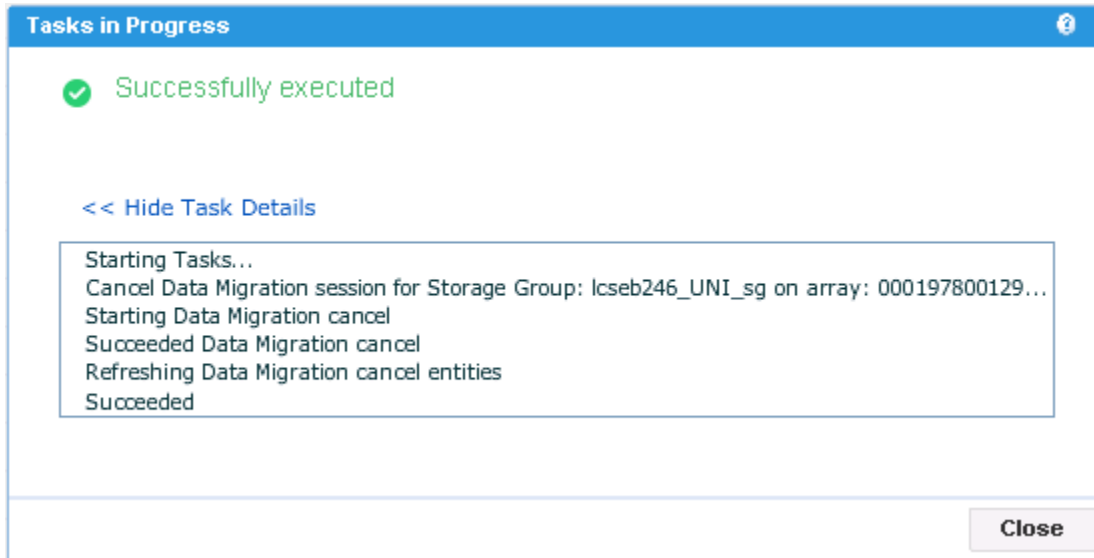 Tasks in Progress
Successfully executed
<< Hide Task Details
Starting Tasks...
Cancel Data Migration session for Storage Group: lcseb246_UNI_sg on array: 000197800129...
Starting Data Migration cancel
Succeeded Data Migration cancel
Refreshing Data Migration cancel entities
Succeeded
Close